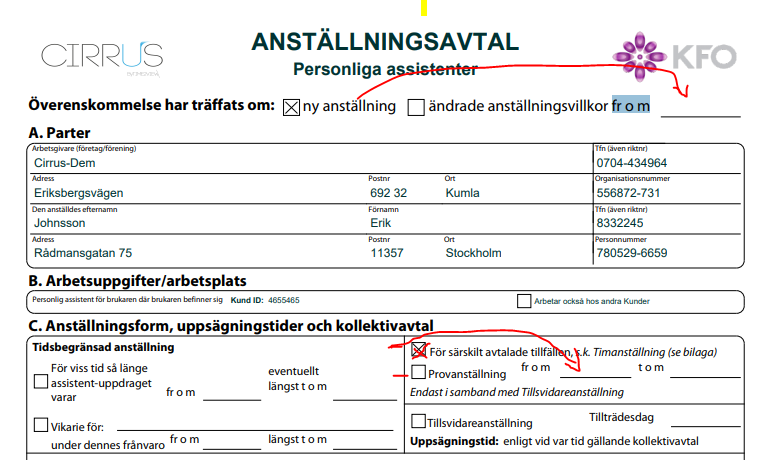 CIRRUS
ANSTÄLLNINGSAVTAL
KFO
Personliga assistenter
Överenskommelse har träffats om: ny anställning ändrade anställningsvillkor fr o m
A. Parter
Arbetsgivare (företag/förening) Tfn (även riktnr)
Cirrus-Dem 0704-434964
Adress Postnr Ort Organisationsnummer
Eriksbergsvägen 692 32 Kumla 556872-731
Den anställdes efternamn Förnamn Tfn (även riktnr)
Johnsson Erik 8332245
Adress Postnr Ort Personnummer
Rådmansgatan 75 11357 Stockholm 780529-6659
B. Arbetsuppgifter/arbetsplats
Personlig assistent för brukaren där brukaren befinner sig Kund ID: 4655465 Arbetar också hos andra Kunder
C. Anställningsform, uppsägningstider och kollektivavtal
Tidsbegränsad anställning
För viss tid så länge
assistent-uppdraget
varar
fr o m
eventuellt
längst t o m
Vikarie för:
under dennes frånvaro fr o m längst t o m
För särskilt avtalade tillfällen, s.k. Timanställning (se bilaga)
Provanställning fr o m t o m
Endast i samband med Tillsvidareanställning
Tillsvidareanställning Tillträdesdag
Uppsägningstid: enligt vid var tid gällande kollektivavtal